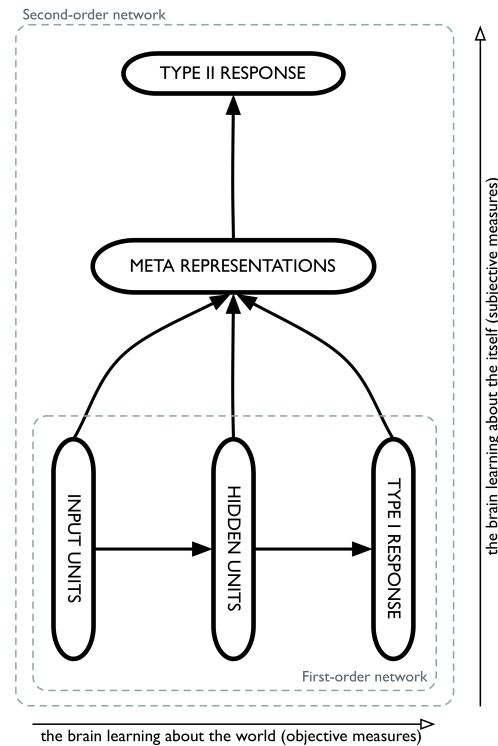 Second-order network
TYPE II RESPONSE
META REPRESENTATIONS
INPUT UNITS
HIDDEN UNITS
TYPE I RESPONSE
First-order network
the brain learning about the world (objective measures)
the brain learning about the itself (subjective measures)